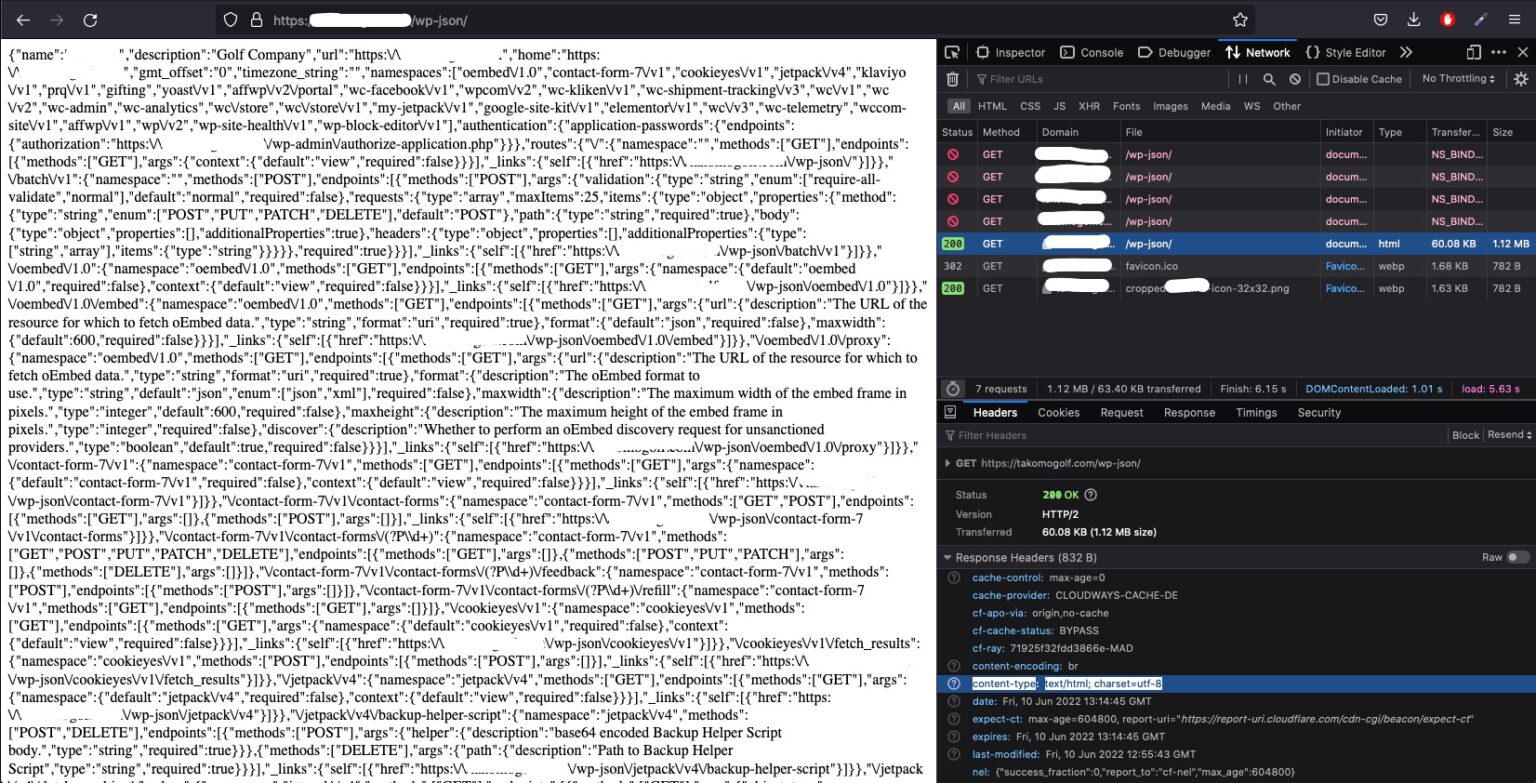 https: /wp-json/
{"name":' ","description":"Golf Company","url":"https:\/\ ","home":"https:
\/\ ","gmt_offset":"0","timezone_string":"","namespaces":["oembed\/1.0","contact-form-7\/v1","cookieyes\/v1","jetpack\/v4","klaviyo
\/v1","prq\/v1","gifting","yoast\/v1","affwp\/v2\/portal","wc-facebook\/v1","wpcom\/v2","wc-kliken\/v1","wc-shipment-tracking\/v3","wc\/v1","wc
\/v2","wc-admin","wc-analytics","wc\/store","wc\/store\/v1","my-jetpack\/v1","google-site-kit\/v1","elementor\/v1","wc\/v3","wc-telemetry","wccom-
site\/v1","affwp\/v1","wp\/v2","wp-site-health\/v1","wp-block-editor\/v1"],"authentication":{"application-passwords":{"endpoints":
{"authorization":"https:\/\ \/wp-admin\/authorize-application.php"}}},"routes":{"\/":{"namespace":"","methods":["GET"],"endpoints":
[{"methods":["GET"],"args":{"context":{"default":"view","required":false}}}],"_links":{"self":[{"href":"https:\/\ \/wp-json\/"}]}},"
\/batch\/v1":{"namespace":"","methods":["POST"],"endpoints":[{"methods":["POST"],"args":{"validation":{"type":"string","enum":["require-all-
validate","normal"],"default":"normal","required":false},"requests":{"type":"array","maxItems":25,"items":{"type":"object","properties":{"method":
{"type":"string","enum":["POST","PUT","PATCH","DELETE"],"default":"POST"},"path":{"type":"string","required":true},"body":
{"type":"object","properties":[],"additionalProperties":true},"headers":{"type":"object","properties":[],"additionalProperties":{"type":
["string","array"],"items":{"type":"string"}}}}},"required":true}}}],"_links":{"self":[{"href":"https:\/\ \/wp-json\/batch\/v1"}]}},"
\/oembed\/1.0":{"namespace":"oembed\/1.0","methods":["GET"],"endpoints":[{"methods":["GET"],"args":{"namespace":{"default":"oembed
\/1.0","required":false},"context":{"default":"view","required":false}}}],"_links":{"self":[{"href":"https:\/\ \/wp-json\/oembed\/1.0"}]}},"
\/oembed\/1.0\/embed":{"namespace":"oembed\/1.0","methods":["GET"],"endpoints":[{"methods":["GET"],"args":{"url":{"description":"The URL of the
resource for which to fetch oEmbed data.","type":"string","format":"uri","required":true},"format":{"default":"json","required":false},"maxwidth":
{"default":600,"required":false}}}],"_links":{"self":[{"href":"https:\/\ \/wp-json\/oembed\/1.0\/embed"}]}},"\/oembed\/1.0\/proxy":
{"namespace":"oembed\/1.0","methods":["GET"],"endpoints":[{"methods":["GET"],"args":{"url":{"description":"The URL of the resource for which to
fetch oEmbed data.","type":"string","format":"uri","required":true},"format":{"description":"The oEmbed format to
use.","type":"string","default":"json","enum":["json","xml"],"required":false},"maxwidth":{"description":"The maximum width of the embed frame in
pixels.","type":"integer","default":600,"required":false},"maxheight":{"description":"The maximum height of the embed frame in
pixels.","type":"integer","required":false},"discover":{"description":"Whether to perform an oEmbed discovery request for unsanctioned
providers.","type":"boolean","default":true,"required":false}}}],"_links":{"self":[{"href":"https:\/\ \/wp-json\/oembed\/1.0\/proxy"}]}},"
\/contact-form-7\/v1":{"namespace":"contact-form-7\/v1","methods":["GET"],"endpoints":[{"methods":["GET"],"args":{"namespace":
{"default":"contact-form-7\/v1","required":false},"context":{"default":"view","required":false}}}],"_links":{"self":[{"href":"https:\/\
\/wp-json\/contact-form-7\/v1"}]}},"\/contact-form-7\/v1\/contact-forms":{"namespace":"contact-form-7\/v1","methods":["GET","POST"],"endpoints":
[{"methods":["GET"],"args":[]},{"methods":["POST"],"args":[]}],"_links":{"self":[{"href":"https:\/\ \/wp-json\/contact-form-7
\/v1\/contact-forms"}]}},"\/contact-form-7\/v1\/contact-forms\/(?P\\d+)":{"namespace":"contact-form-7\/v1","methods":
["GET","POST","PUT","PATCH","DELETE"],"endpoints":[{"methods":["GET"],"args":[]},{"methods":["POST","PUT","PATCH"],"args":
[]},{"methods":["DELETE"],"args":[]}]},"\/contact-form-7\/v1\/contact-forms\/(?P\\d+)\/feedback":{"namespace":"contact-form-7\/v1","methods":
["POST"],"endpoints":[{"methods":["POST"],"args":[]}]},"\/contact-form-7\/v1\/contact-forms\/(?P\\d+)\/refill":{"namespace":"contact-form-7
\/v1","methods":["GET"],"endpoints":[{"methods":["GET"],"args":[]}]},"\/cookieyes\/v1":{"namespace":"cookieyes\/v1","methods":
["GET"],"endpoints":[{"methods":["GET"],"args":{"namespace":{"default":"cookieyes\/v1","required":false},"context":
{"default":"view","required":false}}}],"_links":{"self":[{"href":"https:\/\ \/wp-json\/cookieyes\/v1"}]}},"\/cookieyes\/v1\/fetch_results":
{"namespace":"cookieyes\/v1","methods":["POST"],"endpoints":[{"methods":["POST"],"args":[]}],"_links":{"self":[{"href":"https:\/\
\/wp-json\/cookieyes\/v1\/fetch_results"}]}},"\/jetpack\/v4":{"namespace":"jetpack\/v4","methods":["GET"],"endpoints":[{"methods":["GET"],"args":
{"namespace":{"default":"jetpack\/v4","required":false},"context":{"default":"view","required":false}}}],"_links":{"self":[{"href":"https:
\/\ \/wp-json\/jetpack\/v4"}]}},"\/jetpack\/v4\/backup-helper-script":{"namespace":"jetpack\/v4","methods":
["POST","DELETE"],"endpoints":[{"methods":["POST"],"args":{"helper":{"description":"base64 encoded Backup Helper Script
body.","type":"string","required":true}}},{"methods":["DELETE"],"args":{"path":{"description":"Path to Backup Helper
Script","type":"string","required":true}}}],"_links":{"self":[{"href":"https:\/\ \/wp-json\/jetpack\/v4\/backup-helper-script"}]}},"\/jetpack
Inspector Console Debugger Network Style Editor
Filter URLs Disable Cache No Throttling
All HTML CSS JS XHR Fonts Images Media WS Other
Status Method Domain File Initiator Type Transfer... Size
GET /wp-json/ docum... NS_BIND...
GET /wp-json/ docum... NS_BIND...
GET /wp-json/ docum... NS_BIND...
GET /wp-json/ docum... NS_BIND...
200 GET /wp-json/ docum... html 60.08 KB 1.12 MB
302 GET favicon.ico Favico... webp 1.68 KB 782 B
200 GET cropped -icon-32x32.png Favico... webp 1.63 KB 782 B
7 requests 1.12 MB / 63.40 KB transferred Finish: 6.15 s DOMContentLoaded: 1.01 s load: 5.63 s
Headers Cookies Request Response Timings Security
Filter Headers Block Resend
GET https://takomogolf.com/wp-json/
Status 200 OK
Version HTTP/2
Transferred 60.08 KB (1.12 MB size)
Response Headers (832 B) Raw
cache-control: max-age=0
cache-provider: CLOUDWAYS-CACHE-DE
cf-apo-via: origin,no-cache
cf-cache-status: BYPASS
cf-ray: 71925f32fdd3866e-MAD
content-encoding: br
content-type: text/html; charset=utf-8
date: Fri, 10 Jun 2022 13:14:45 GMT
expect-ct: max-age=604800, report-uri="https://report-uri.cloudflare.com/cdn-cgi/beacon/expect-ct"
expires: Fri, 10 Jun 2022 13:14:45 GMT
last-modified: Fri, 10 Jun 2022 12:55:43 GMT
nel: {"success_fraction":0,"report_to":"cf-nel","max_age":604800}